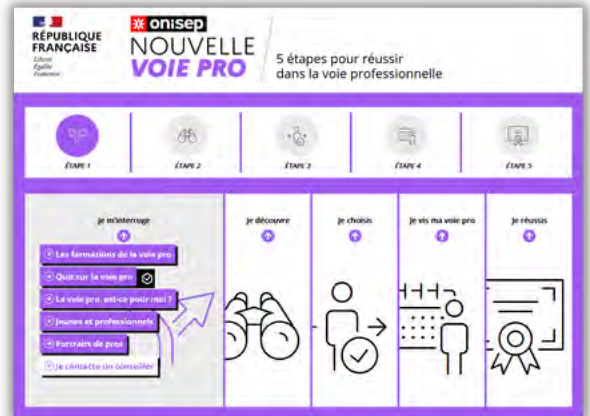 RÉPUBLIQUE
FRANÇAISE
Liberté
Égalité
Fraternité
onisep
NOUVELLE
VOIE PRO
5 étapes pour réussir
dans la voie professionnelle
ÉTAPE 1
ÉTAPE 2
ÉTAPE 3
ÉTAPE 4
ÉTAPE 5
Je m'interroge
Les formations de la voie pro
Quiz sur la voie pro
La voie pro, est-ce pour moi ?
Jeunes et professionnels
Portraits de pros
Je contacte un conseiller
Je découvre
Je choisis
Je vis ma voie pro
Je réussis